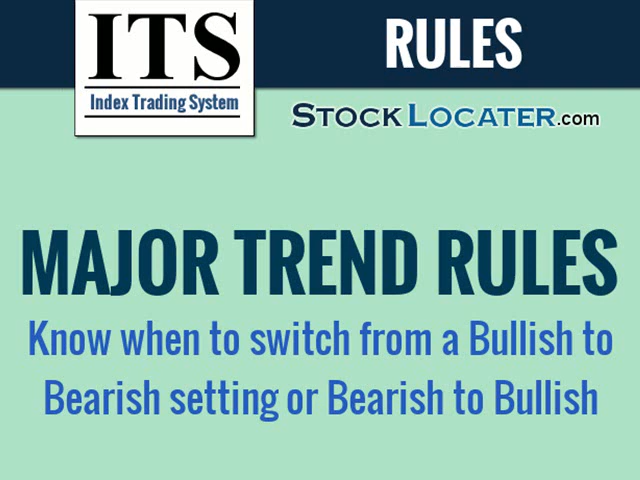 ITS
Index Trading System
RULES
StockLocater.com
MAJOR TREND RULES
Know when to switch from a Bullish to
Bearish setting or Bearish to Bullish